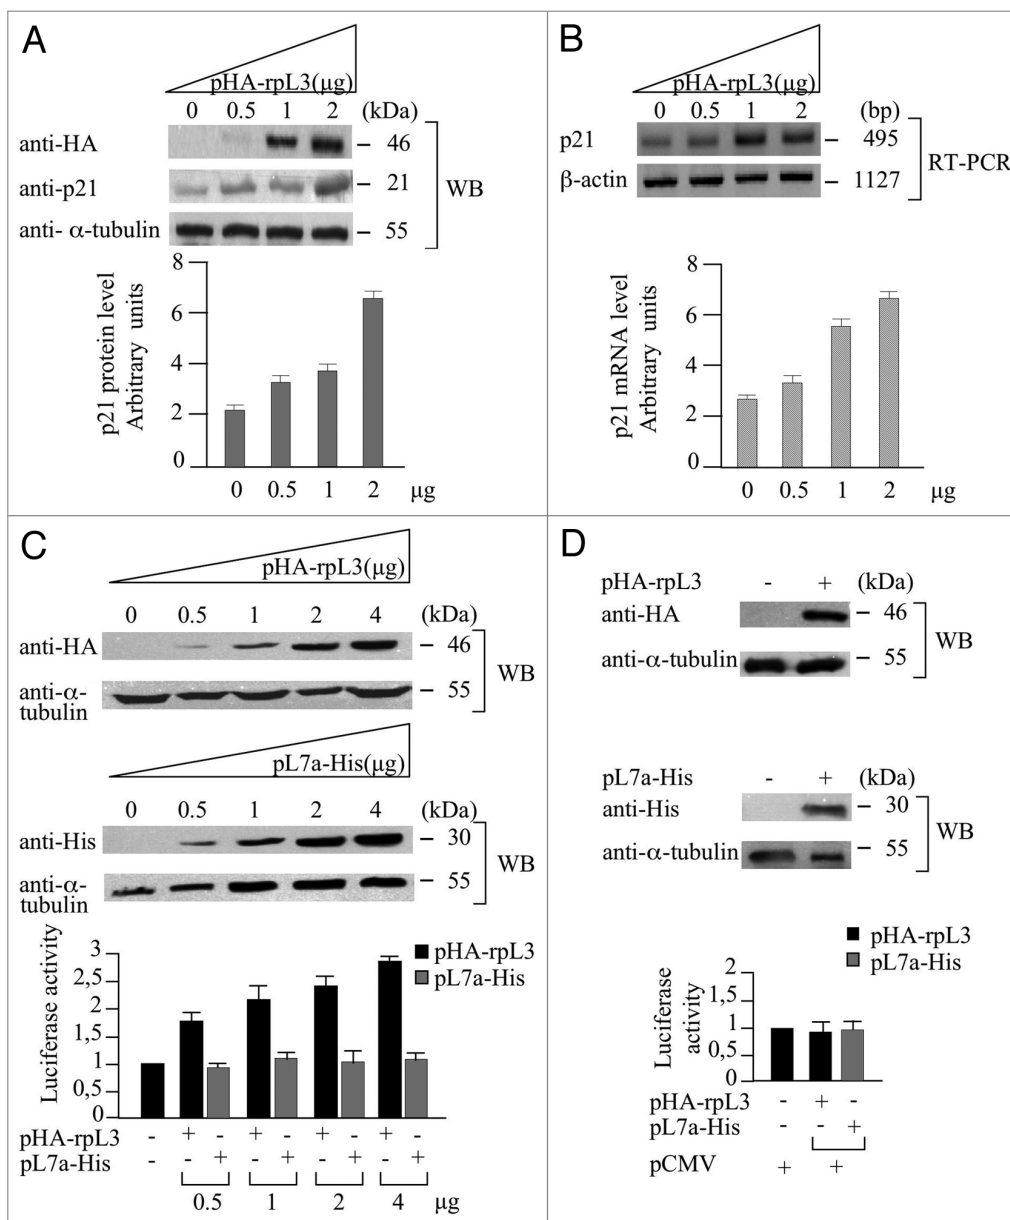 A
pHA-rpL3(μg)
0 0.5 1 2 (kDa)
anti-HA 46
anti-p21 21
WB
anti- α-tubulin 55
8
6
4
2
0
p21 protein level
Arbitrary units
0 0.5 1 2 μg
B
pHA-rpL3(μg)
0 0.5 1 2 (bp)
p21 495
RT-PCR
β-actin 1127
8
6
4
2
0
p21 mRNA level
Arbitrary units
0 0.5 1 2 μg
C
pHA-rpL3(μg)
0 0.5 1 2 4 (kDa)
anti-HA 46
WB
anti-α-
tubulin
55
pL7a-His(μg)
0 0.5 1 2 4 (kDa)
anti-His 30
WB
anti-α-
tubulin
55
pHA-rpL3
pL7a-His
3
2,5
2
1,5
1
0,5
0
Luciferase activity
pHA-rpL3 - + + + +
pL7a-His - + + + +
0.5 1 2 4 μg
D
pHA-rpL3 - + (kDa)
anti-HA 46
WB
anti-α-tubulin 55
pL7a-His - + (kDa)
anti-His 30
WB
anti-α-tubulin 55
pHA-rpL3
pL7a-His
2
1,5
1
0,5
0
Luciferase
activity
pHA-rpL3 - + -
pL7a-His - - +
pCMV + +